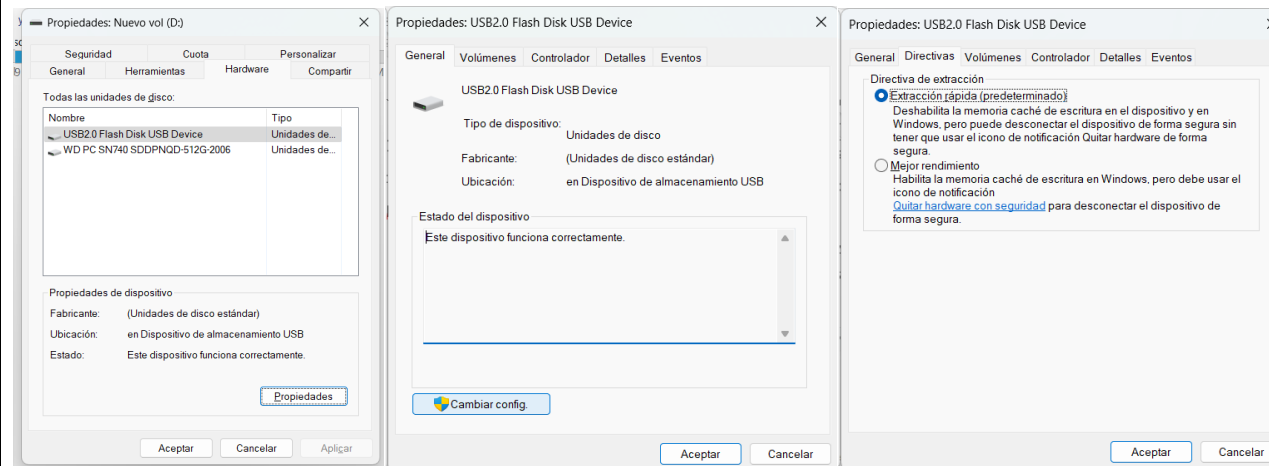 Propiedades: Nuevo vol (D:)
Seguridad Cuota Personalizar
General Herramientas Hardware Compartir
Todas las unidades de disco:
Nombre Tipo
USB2.0 Flash Disk USB Device Unidades de...
WD PC SN740 SDDPNQD-512G-2006 Unidades de...
Propiedades de dispositivo
Fabricante: (Unidades de disco estándar)
Ubicación: en Dispositivo de almacenamiento USB
Estado: Este dispositivo funciona correctamente.
Propiedades
Aceptar Cancelar Aplicar
Propiedades: USB2.0 Flash Disk USB Device
General Volúmenes Controlador Detalles Eventos
USB2.0 Flash Disk USB Device
Tipo de dispositivo:
Unidades de disco
Fabricante: (Unidades de disco estándar)
Ubicación: en Dispositivo de almacenamiento USB
Estado del dispositivo
Este dispositivo funciona correctamente.
Cambiar config.
Aceptar Cancelar
Propiedades: USB2.0 Flash Disk USB Device
General Directivas Volúmenes Controlador Detalles Eventos
Directiva de extracción
Extracción rápida (predeterminado)
Deshabilita la memoria caché de escritura en el dispositivo y en
Windows, pero puede desconectar el dispositivo de forma segura sin
tener que usar el icono de notificación Quitar hardware de forma
segura.
Mejor rendimiento
Habilita la memoria caché de escritura en Windows, pero debe usar el
icono de notificación
Quitar hardware con seguridad para desconectar el dispositivo de
forma segura.
Aceptar Cancelar